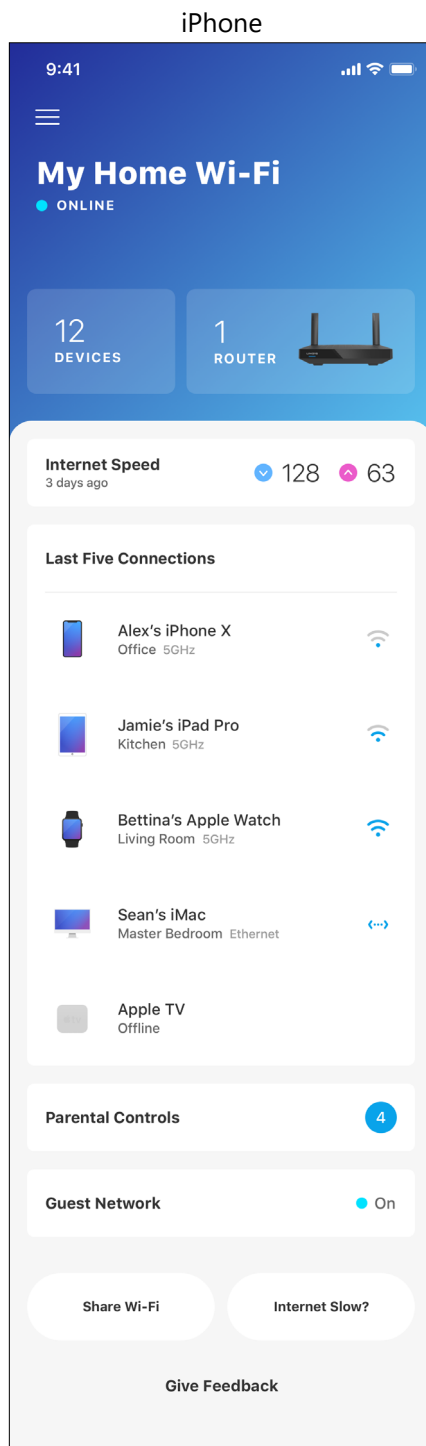 iPhone
9:41
My Home Wi-Fi
ONLINE
12
DEVICES
1
ROUTER
Internet Speed
3 days ago
128
63
Last Five Connections
Alex's iPhone X
Office 5GHz
Jamie's iPad Pro
Kitchen 5GHz
Bettina's Apple Watch
Living Room 5GHz
Sean's iMac
Master Bedroom Ethernet
Apple TV
Offline
Parental Controls
4
Guest Network
On
Share Wi-Fi
Internet Slow?
Give Feedback